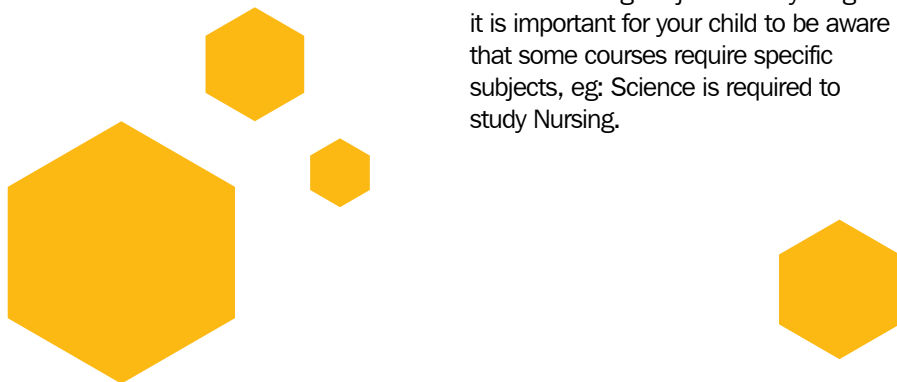 it is important for your child to be aware
that some courses require specific
subjects, eg: Science is required to
study Nursing.